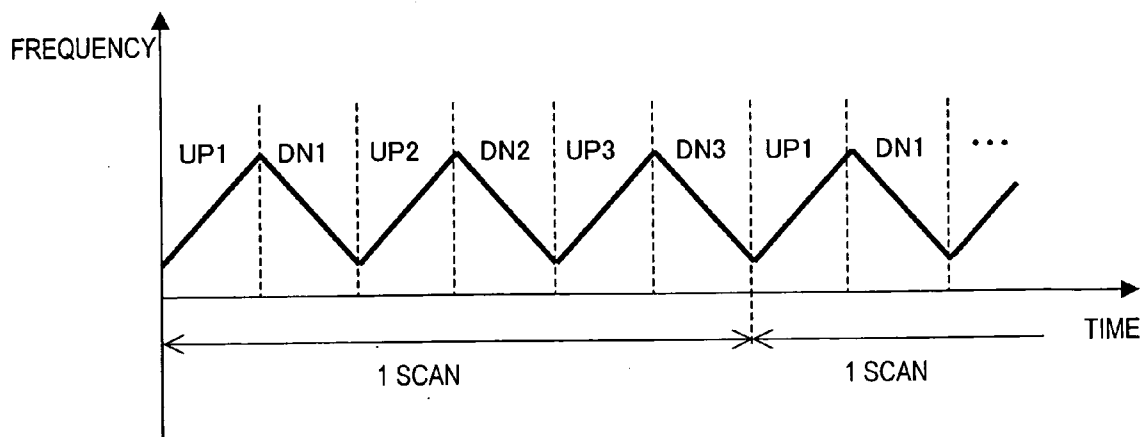 FREQUENCY
UP1 DN1 UP2 DN2 UP3 DN3 UP1 DN1 ...
TIME
1 SCAN 1 SCAN